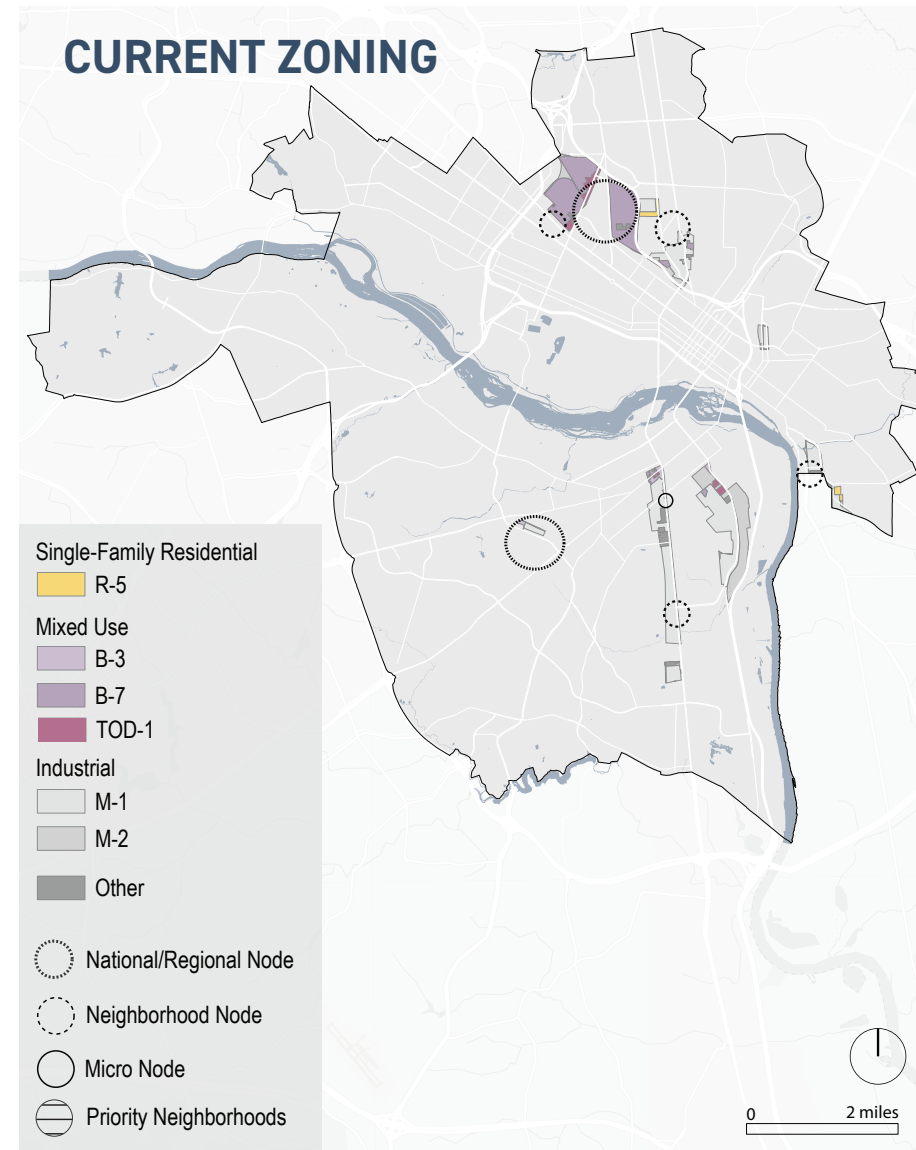 CURRENT ZONING
Single-Family Residential
R-5
Mixed Use
B-3
B-7
TOD-1
Industrial
M-1
M-2
Other
National/Regional Node
Neighborhood Node
Micro Node
Priority Neighborhoods
0 2 miles